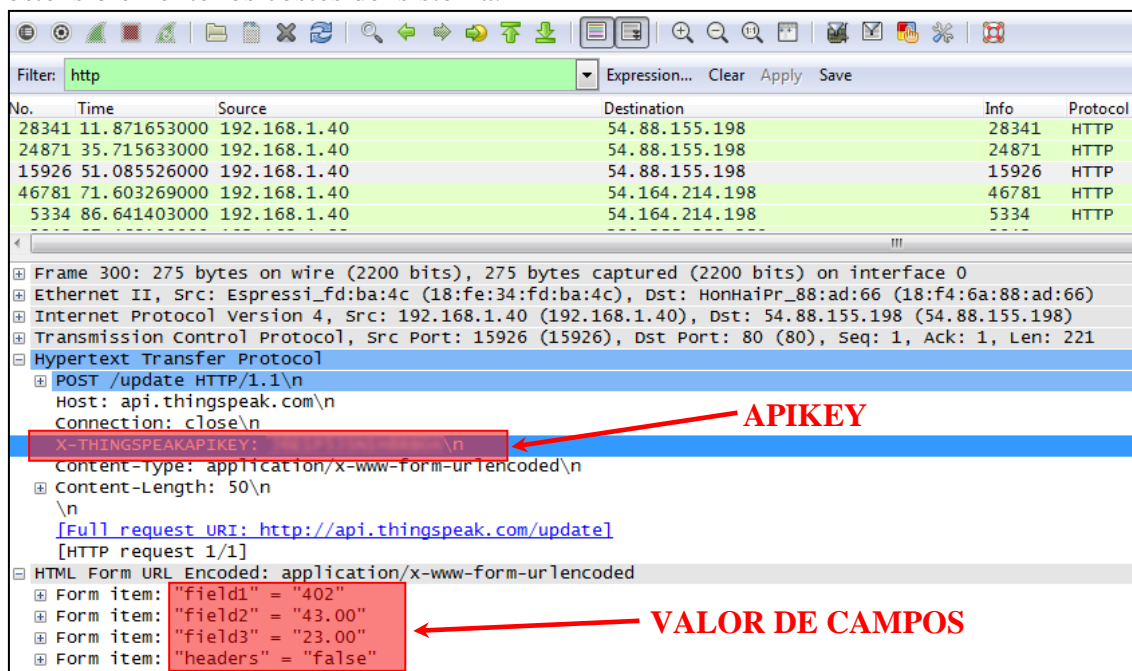 Filter: http Expression... Clear Apply Save
No. Time Source Destination Info Protocol
28341 11.871653000 192.168.1.40 54.88.155.198 28341 HTTP
24871 35.715633000 192.168.1.40 54.88.155.198 24871 HTTP
15926 51.085526000 192.168.1.40 54.88.155.198 15926 HTTP
46781 71.603269000 192.168.1.40 54.164.214.198 46781 HTTP
5334 86.641403000 192.168.1.40 54.164.214.198 5334 HTTP
Frame 300: 275 bytes on wire (2200 bits), 275 bytes captured (2200 bits) on interface 0
Ethernet II, Src: Espressi_fd:ba:4c (18:fe:34:fd:ba:4c), Dst: HonHaiPr_88:ad:66 (18:f4:6a:88:ad:66)
Internet Protocol Version 4, Src: 192.168.1.40 (192.168.1.40), Dst: 54.88.155.198 (54.88.155.198)
Transmission Control Protocol, Src Port: 15926 (15926), Dst Port: 80 (80), Seq: 1, Ack: 1, Len: 221
Hypertext Transfer Protocol
POST /update HTTP/1.1\n
Host: api.thingspeak.com\n
Connection: close\n
APIKEY
X-THINGSPEAKAPIKEY: \n
Content-Type: application/x-www-form-urlencoded\n
Content-Length: 50\n
\n
[Full request URI: http://api.thingspeak.com/update]
[HTTP request 1/1]
HTML Form URL Encoded: application/x-www-form-urlencoded
Form item: "field1" = "402"
Form item: "field2" = "43.00"
VALOR DE CAMPOS
Form item: "field3" = "23.00"
Form item: "headers" = "false"